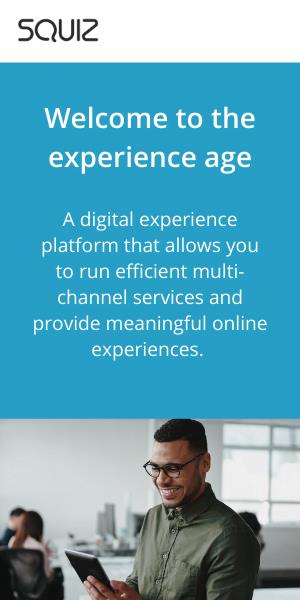 SQUIZ
Welcome to the
experience age
A digital experience
platform that allows you
to run efficient multi-
channel services and
provide meaningful online
experiences.